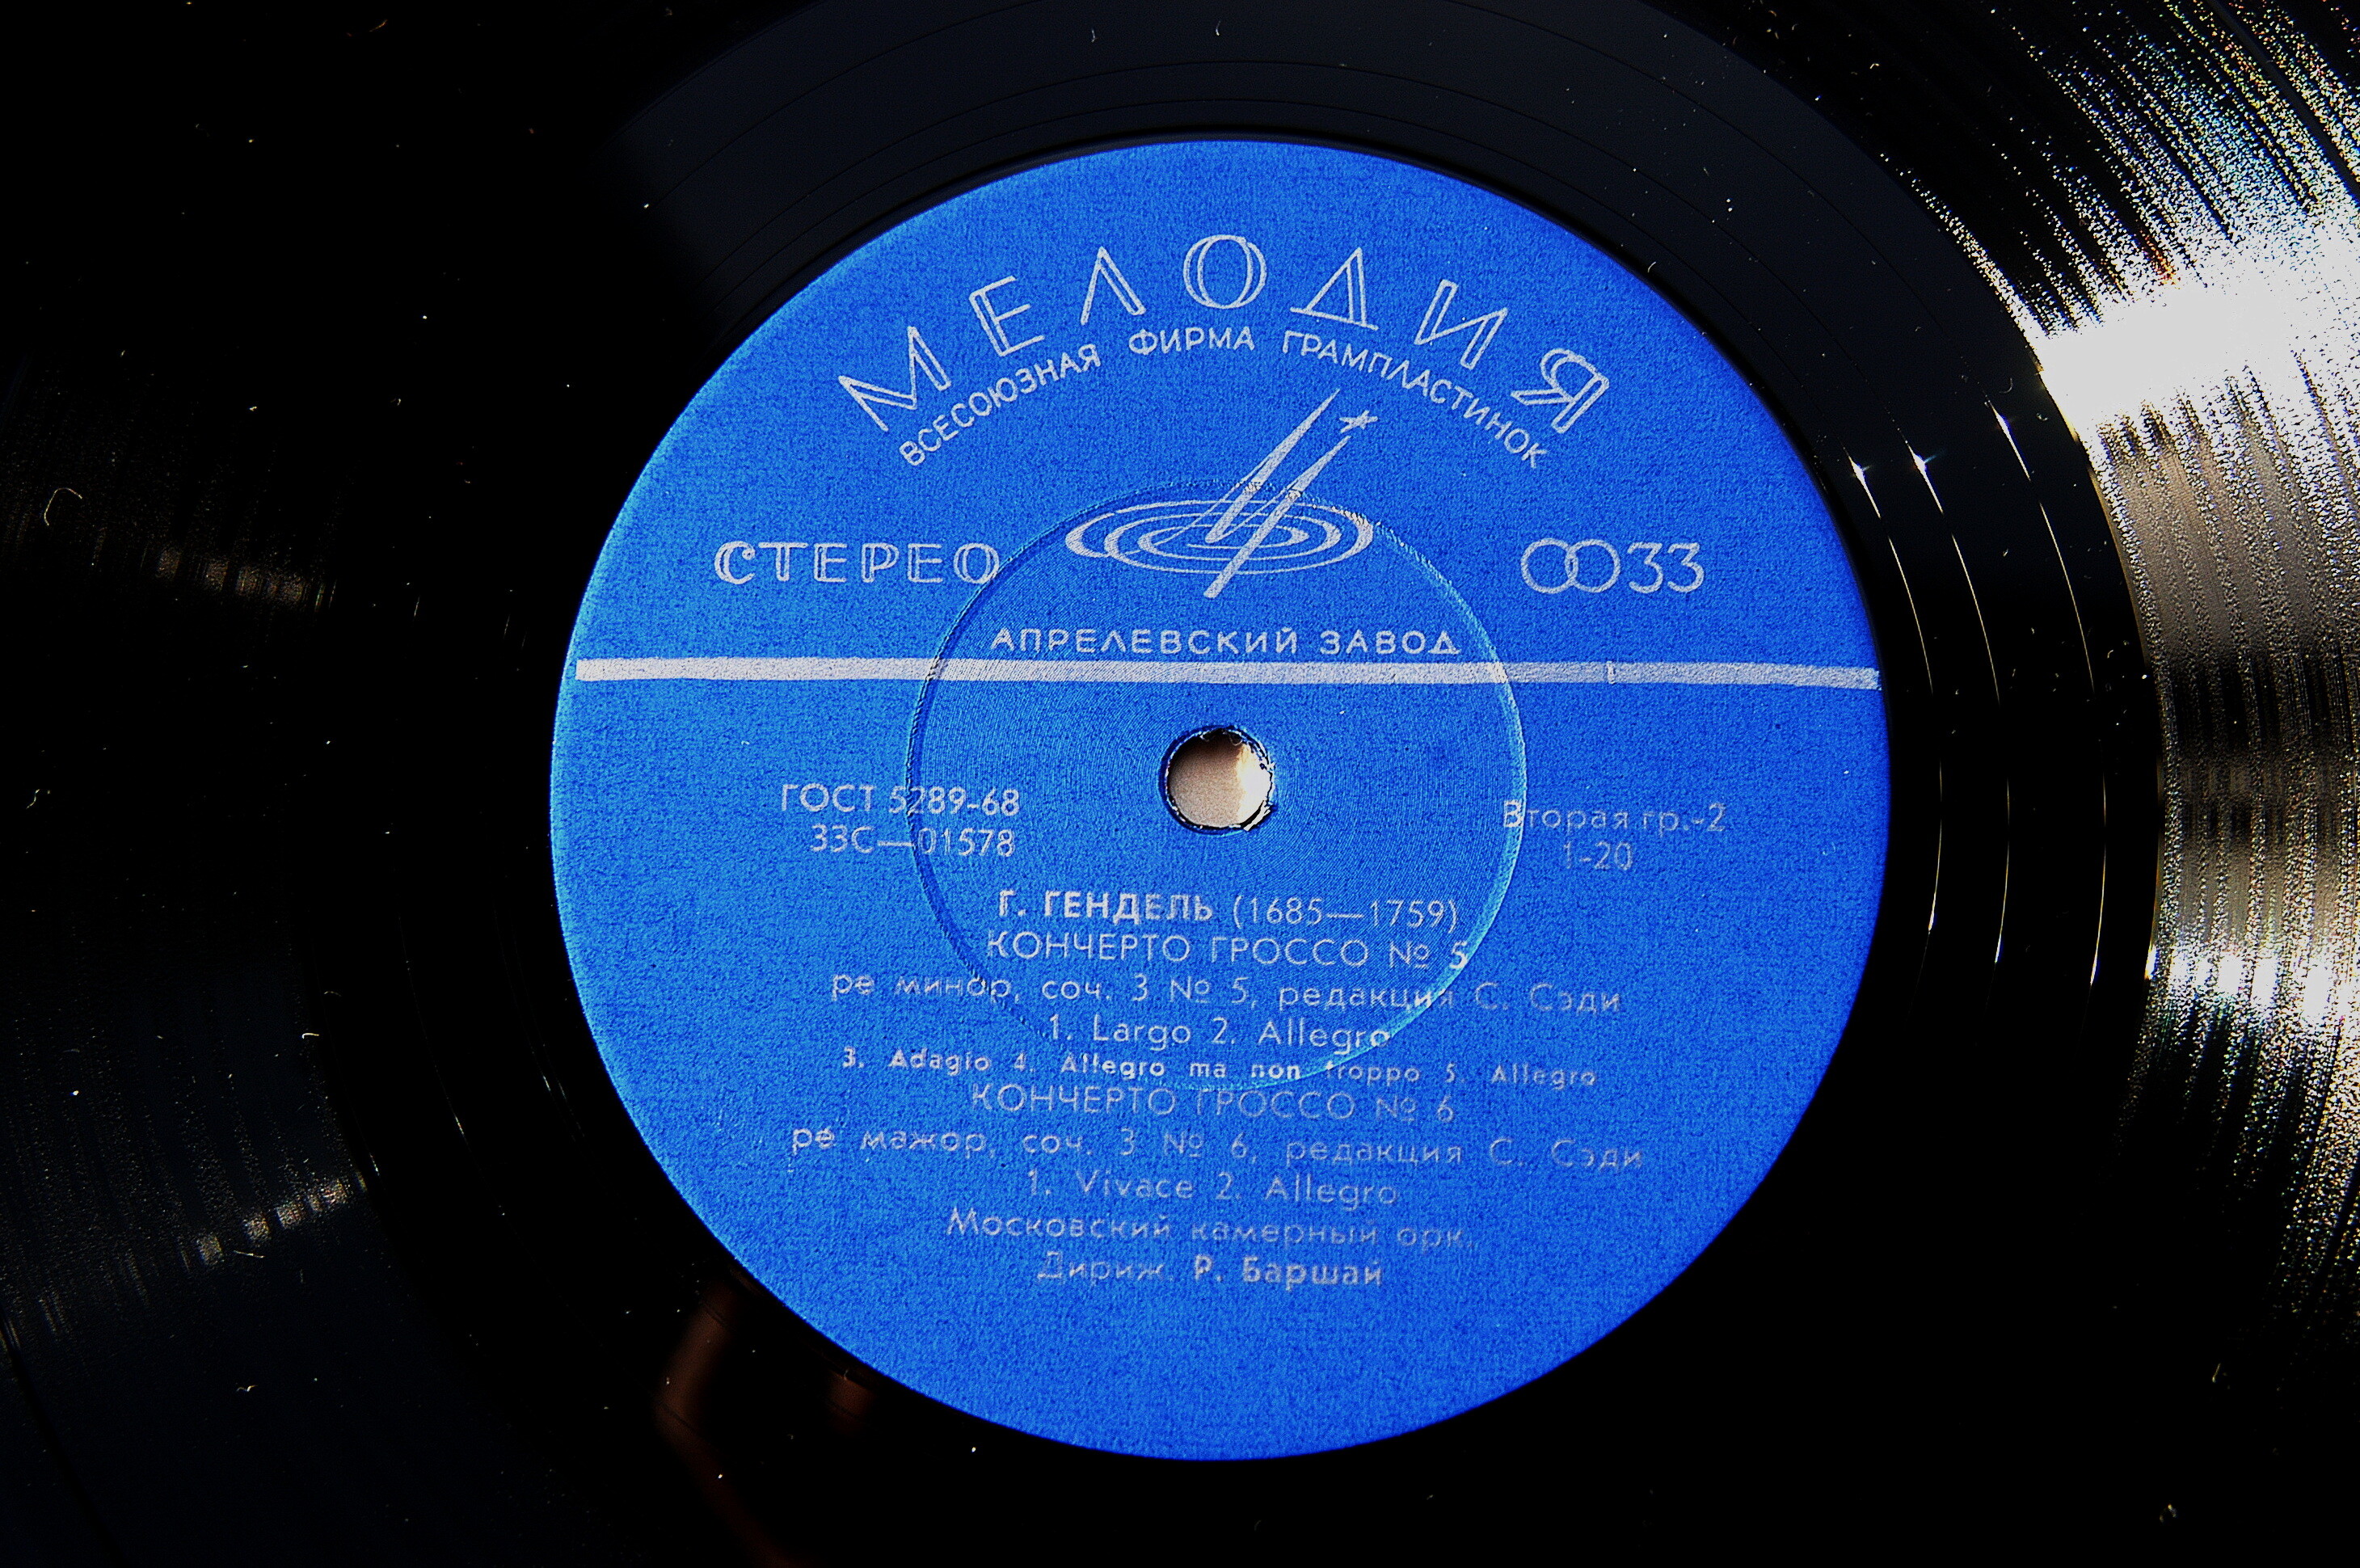 МЕЛОДИЯ
ВСЕСОЮЗНАЯ ФИРМА ГРАМПЛАСТИНОК
СТЕРЕО 33
АПРЕЛЕВСКИЙ ЗАВОД
ГОСТ 5289-68
33С—01578
Вторая гр.-2
1-20
Г. ГЕНДЕЛЬ (1685—1759)
КОНЧЕРТО ГРОССО № 5
ре минор, соч. 3 № 5, редакция С. Сэди
1. Largo 2. Allegro
3. Adagio 4. Allegro ma non troppo 5. Allegro
КОНЧЕРТО ГРОССО № 6
ре мажор, соч. 3 № 6, редакция С. Сэди
1. Vivace 2. Allegro
Московский камерный орк.
Дириж. Р. Баршай